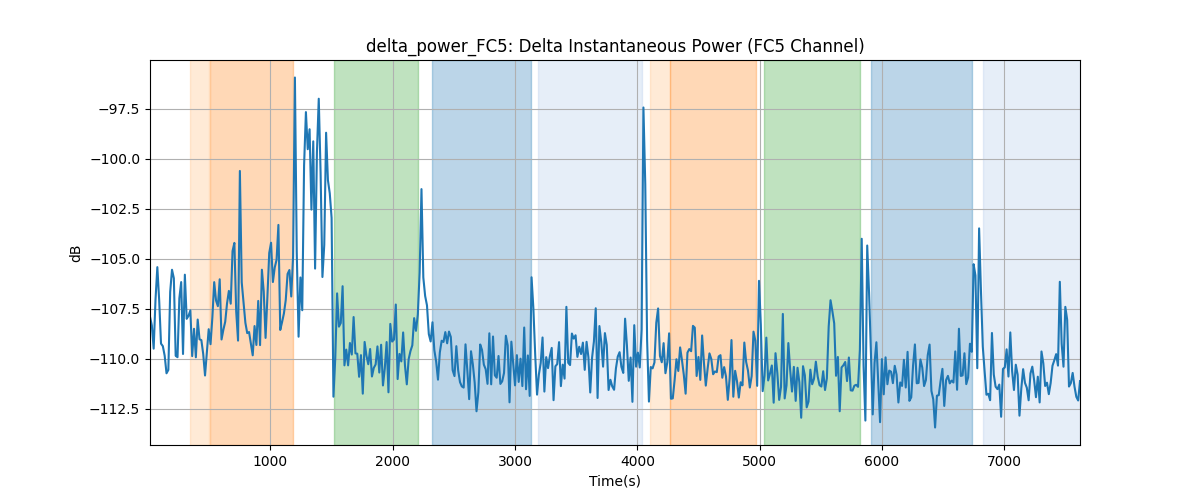 delta_power_FC5: Delta Instantaneous Power (FC5 Channel)
−97.5
−100.0
−102.5
−105.0
−107.5
−110.0
−112.5
dB
1000 2000 3000 4000 5000 6000 7000
Time(s)